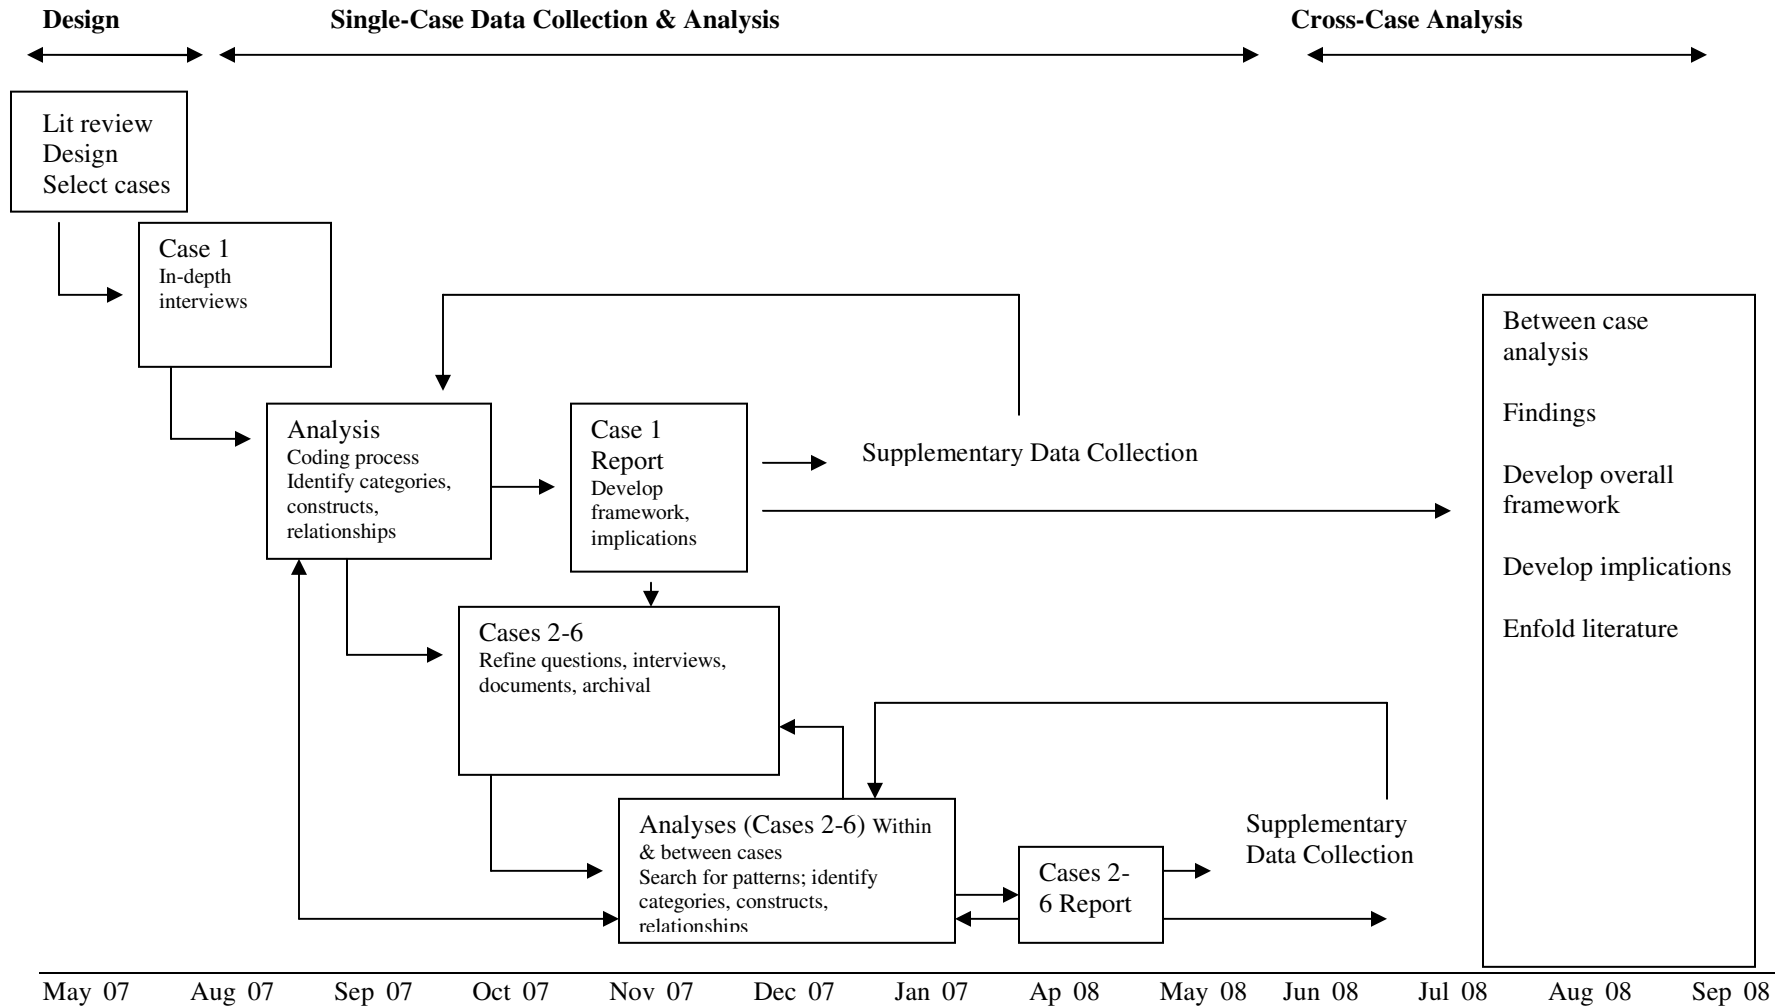 Design
Single-Case Data Collection & Analysis
Cross-Case Analysis
Lit review
Design
Select cases
Case 1
In-depth
interviews
Analysis
Coding process
Identify categories,
constructs,
relationships
Case 1
Report
Develop
framework,
implications
Supplementary Data Collection
Between case
analysis
Findings
Develop overall
framework
Develop implications
Enfold literature
Cases 2-6
Refine questions, interviews,
documents, archival
Analyses (Cases 2-6) Within
& between cases
Search for patterns; identify
categories, constructs,
relationships
Cases 2-
6 Report
Supplementary
Data Collection
May 07 Aug 07 Sep 07 Oct 07 Nov 07 Dec 07 Jan 07 Ap 08 May 08 Jun 08 Jul 08 Aug 08 Sep 08